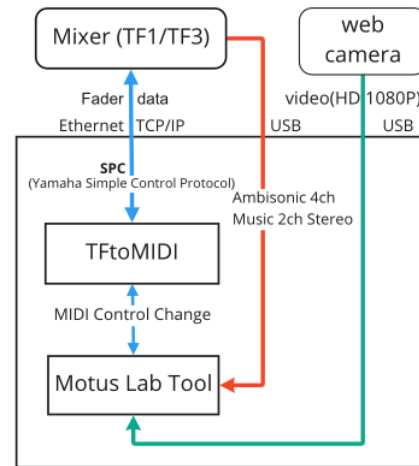 Mixer (TF1/TF3)
web
camera
Fader data
video(HD 1080P)
Ethernet TCP/IP
USB
USB
SPC
(Yamaha Simple Control Protocol)
Ambisonic 4ch
Music 2ch Stereo
TFtoMIDI
MIDI Control Change
Motus Lab Tool